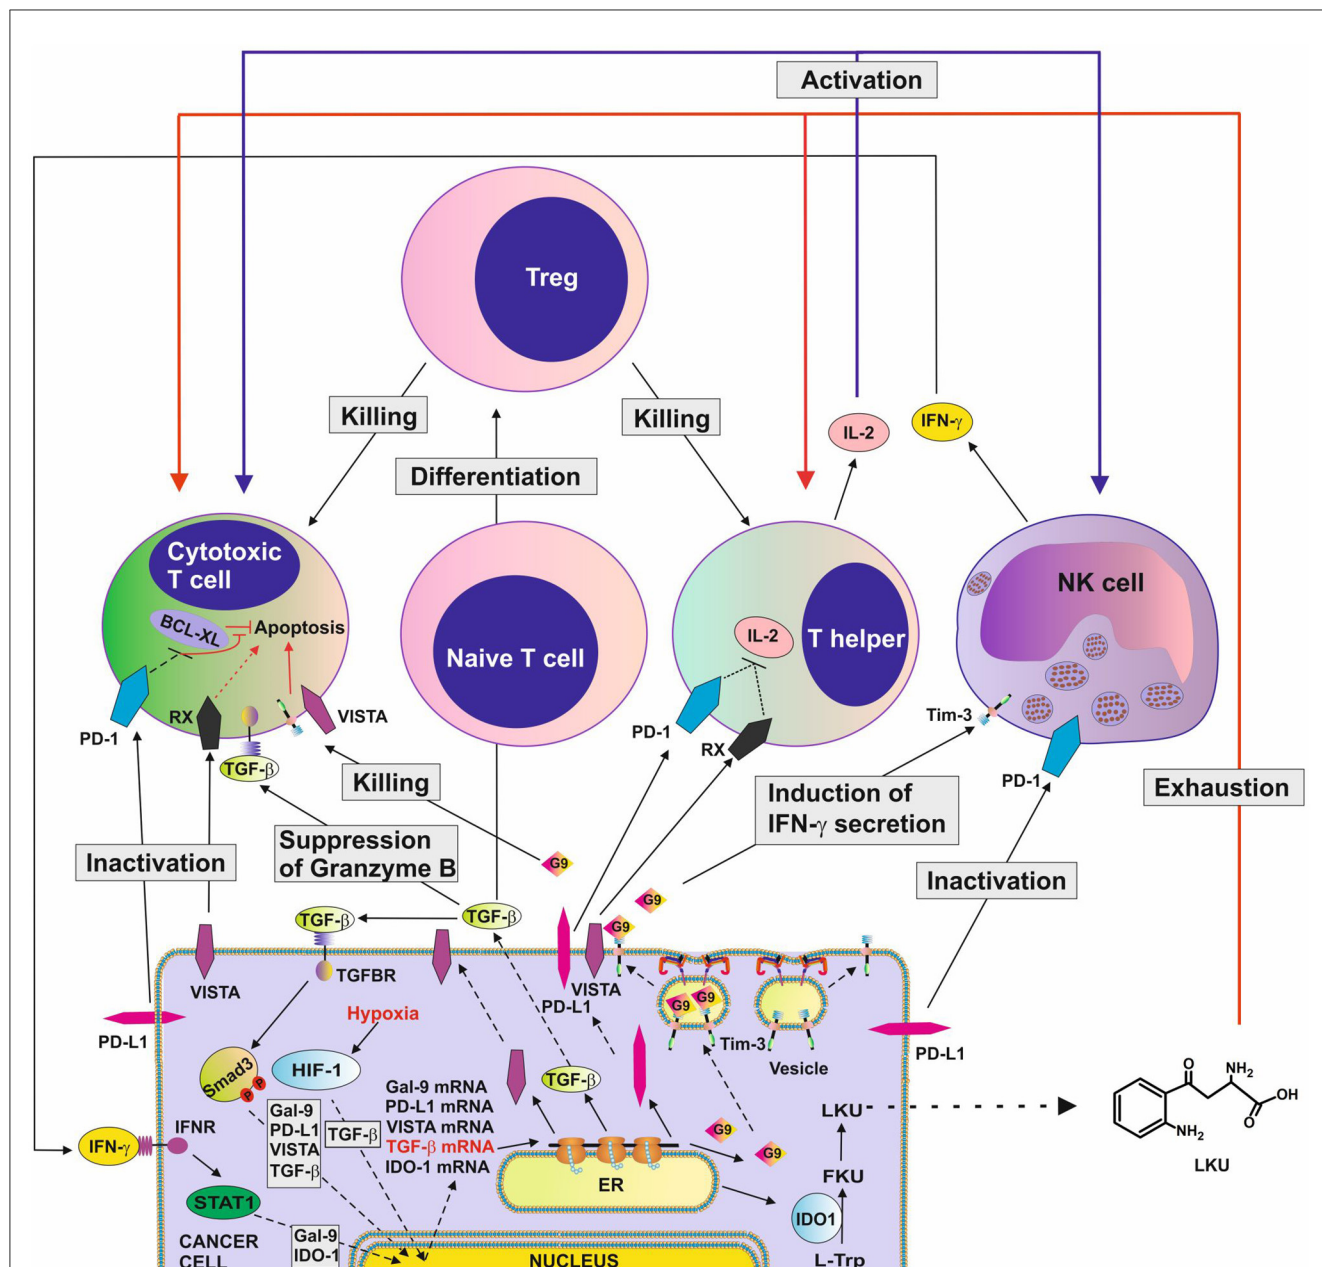 Activation
Treg
Killing
Killing
IL-2
IFN-γ
Differentiation
Cytotoxic
T cell
BCL-XL
Apoptosis
Naive T cell
IL-2
T helper
NK cell
PD-1
RX
VISTA
TGF-β
PD-1
RX
Tim-3
PD-1
Killing
Induction of
IFN-γ secretion
Exhaustion
Suppression
of Granzyme B
Inactivation
G9
Inactivation
G9
TGF-β
TGF-β
G9
TGFBR
VISTA
VISTA
PD-L1
Hypoxia
G9
G9
PD-L1
Tim-3
PD-L1
Vesicle
Smad3
P
P
HIF-1
TGF-β
Gal-9 mRNA
PD-L1 mRNA
VISTA mRNA
TGF-β mRNA
IDO-1 mRNA
Gal-9
PD-L1
VISTA
TGF-β
TGF-β
IFNR
IFN-γ
G9
G9
LKU
FKU
IDO1
L-Trp
ER
STAT1
Gal-9
IDO-1
CANCER
CELL
NUCLEUS
O
NH₂
OH
O
NH₂
LKU